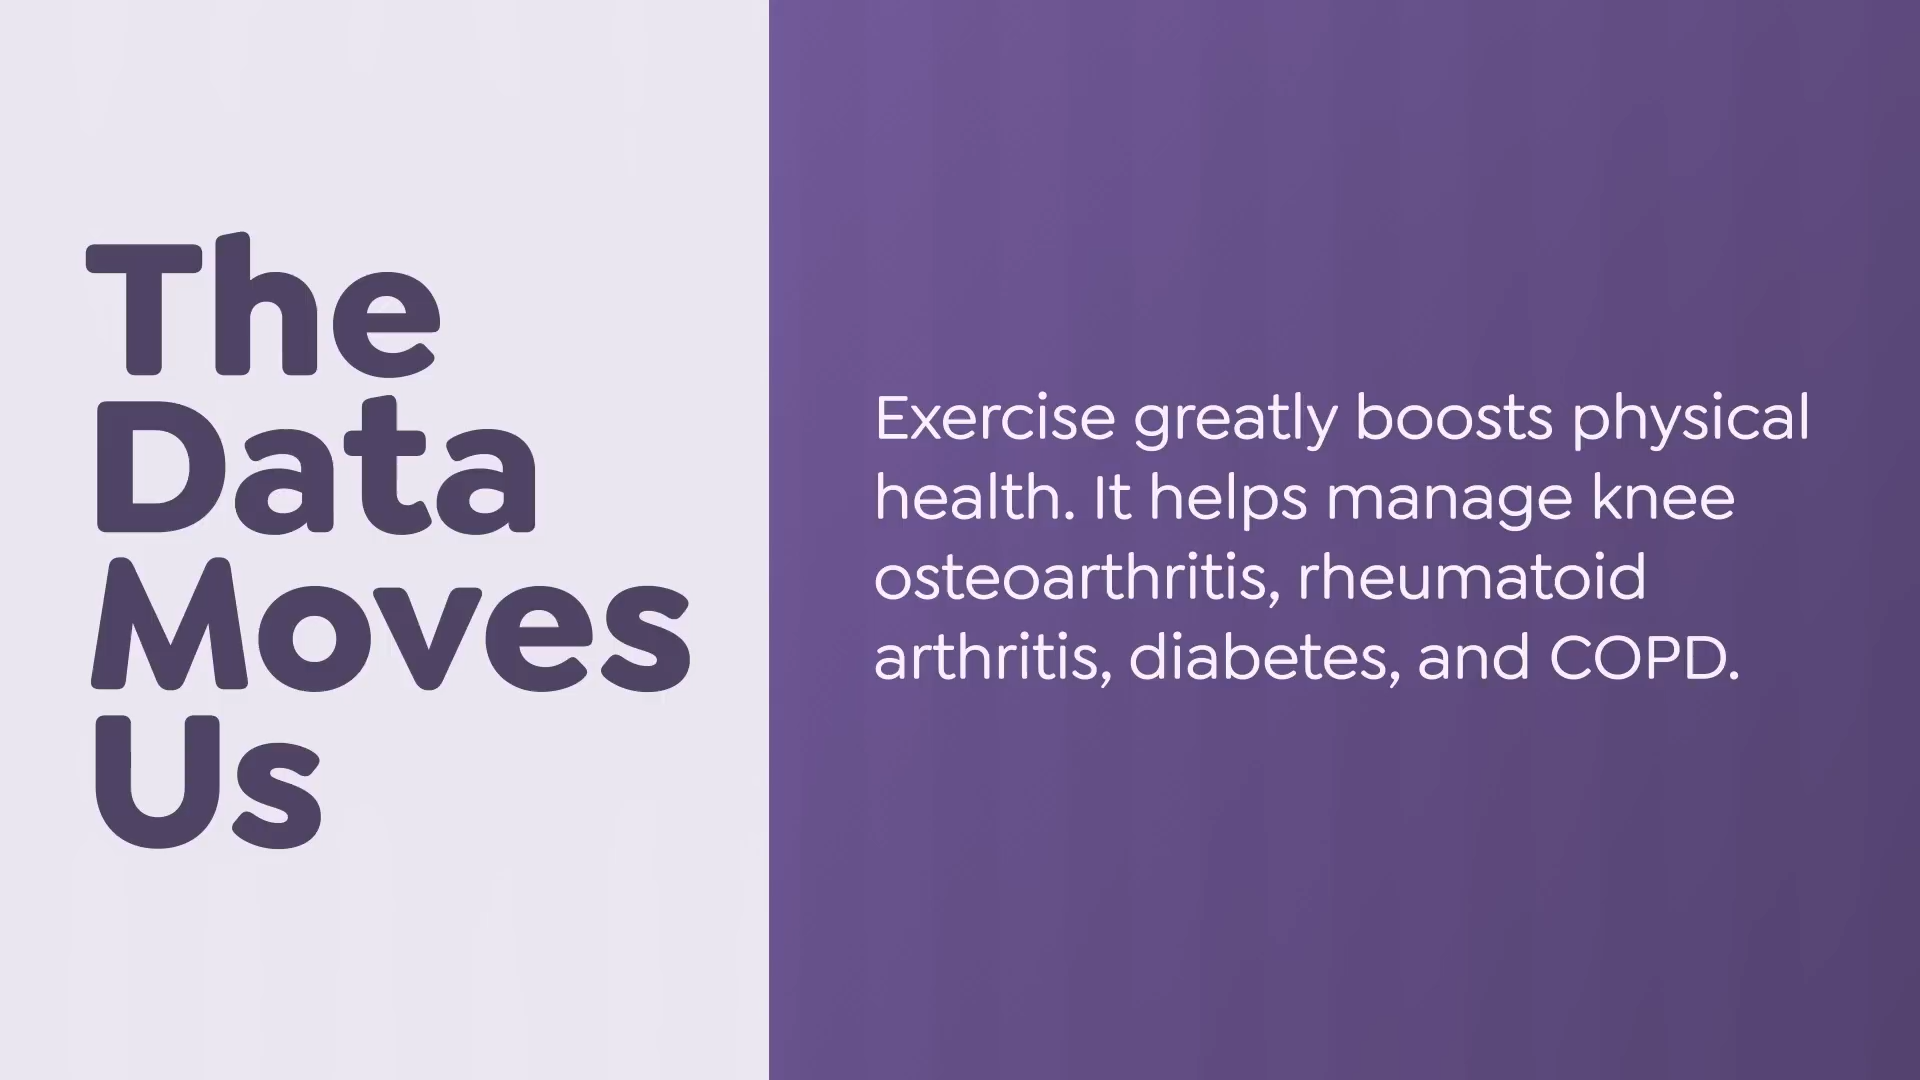 The
Data
Moves
Us
Exercise greatly boosts physical
health. It helps manage knee
osteoarthritis, rheumatoid
arthritis, diabetes, and COPD.